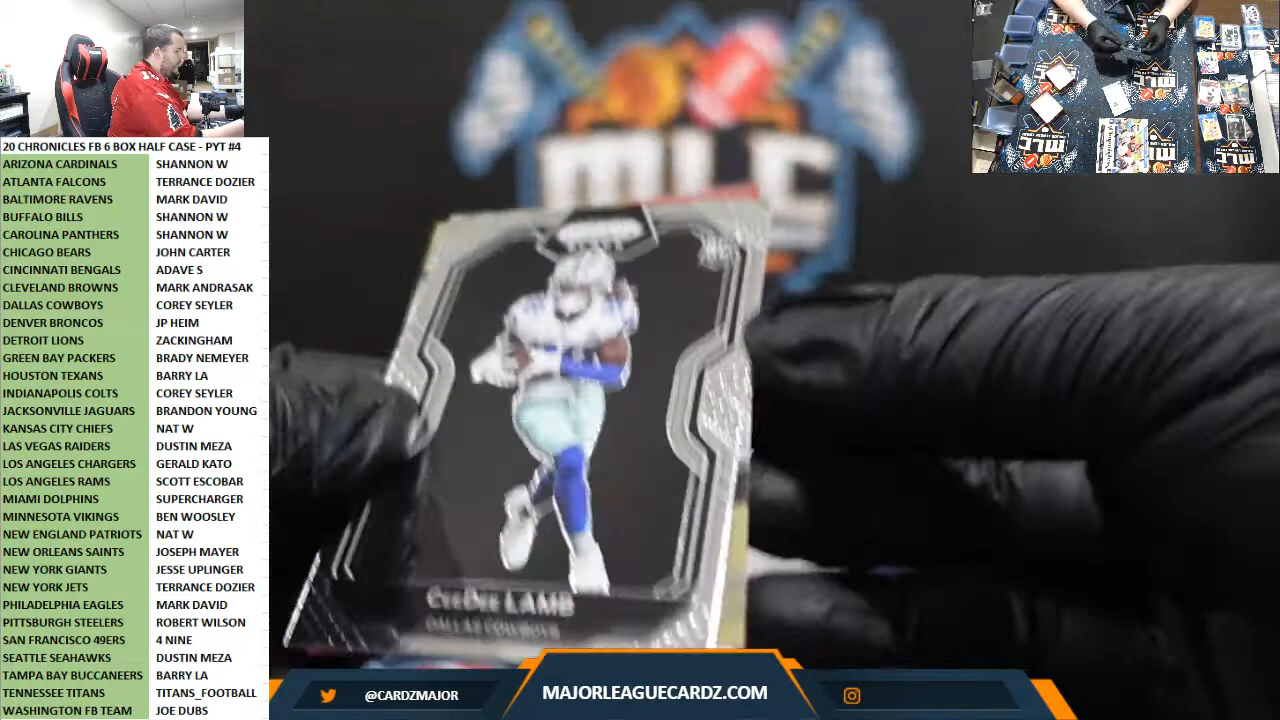 20 CHRONICLES FB 6 BOX HALF CASE - PYT #4
ARIZONA CARDINALS SHANNON W
ATLANTA FALCONS TERRANCE DOZIER
BALTIMORE RAVENS MARK DAVID
BUFFALO BILLS SHANNON W
CAROLINA PANTHERS SHANNON W
CHICAGO BEARS JOHN CARTER
CINCINNATI BENGALS ADAVE S
CLEVELAND BROWNS MARK ANDRASAK
DALLAS COWBOYS COREY SEYLER
DENVER BRONCOS JP HEIM
DETROIT LIONS ZACKINGHAM
GREEN BAY PACKERS BRADY NEMEYER
HOUSTON TEXANS BARRY LA
INDIANAPOLIS COLTS COREY SEYLER
JACKSONVILLE JAGUARS BRANDON YOUNG
KANSAS CITY CHIEFS NAT W
LAS VEGAS RAIDERS DUSTIN MEZA
LOS ANGELES CHARGERS GERALD KATO
LOS ANGELES RAMS SCOTT ESCOBAR
MIAMI DOLPHINS SUPERCHARGER
MINNESOTA VIKINGS BEN WOOSLEY
NEW ENGLAND PATRIOTS NAT W
NEW ORLEANS SAINTS JOSEPH MAYER
NEW YORK GIANTS JESSE UPLINGER
NEW YORK JETS TERRANCE DOZIER
PHILADELPHIA EAGLES MARK DAVID
PITTSBURGH STEELERS ROBERT WILSON
SAN FRANCISCO 49ERS 4 NINE
SEATTLE SEAHAWKS DUSTIN MEZA
TAMPA BAY BUCCANEERS BARRY LA
TENNESSEE TITANS TITANS_FOOTBALL
WASHINGTON FB TEAM JOE DUBS
MLC
CeeDee LAMB
DALLAS COWBOYS
@CARDZMAJOR
MAJORLEAGUECARDZ.COM